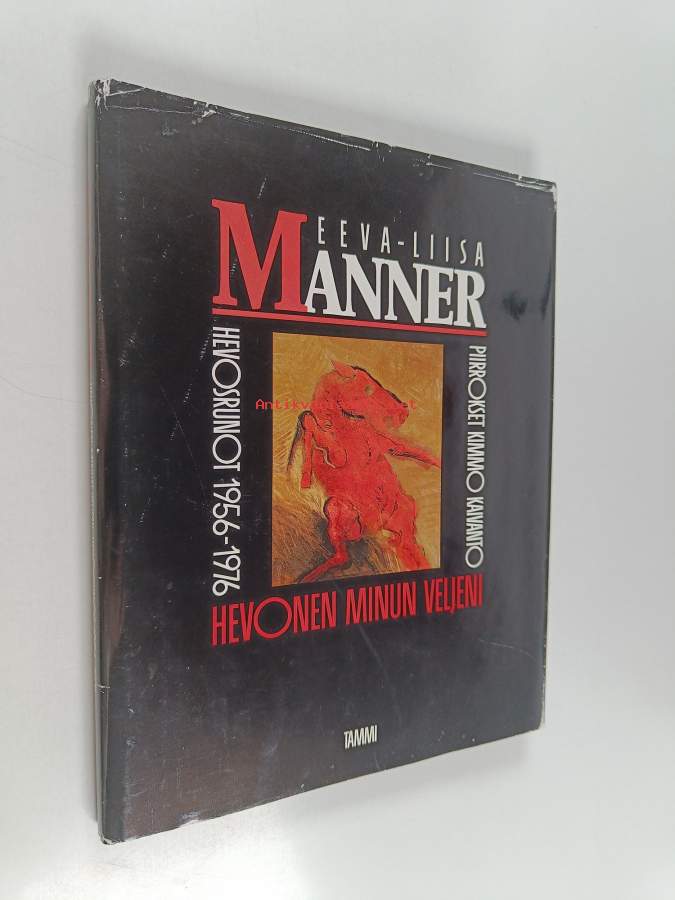 EEVA-LIISA
MANNER
HEVOSRUNOT 1956-1976
PIIRROKSET KIMMO KAIVANTO
HEVONEN MINUN VELJENI
TAMMI